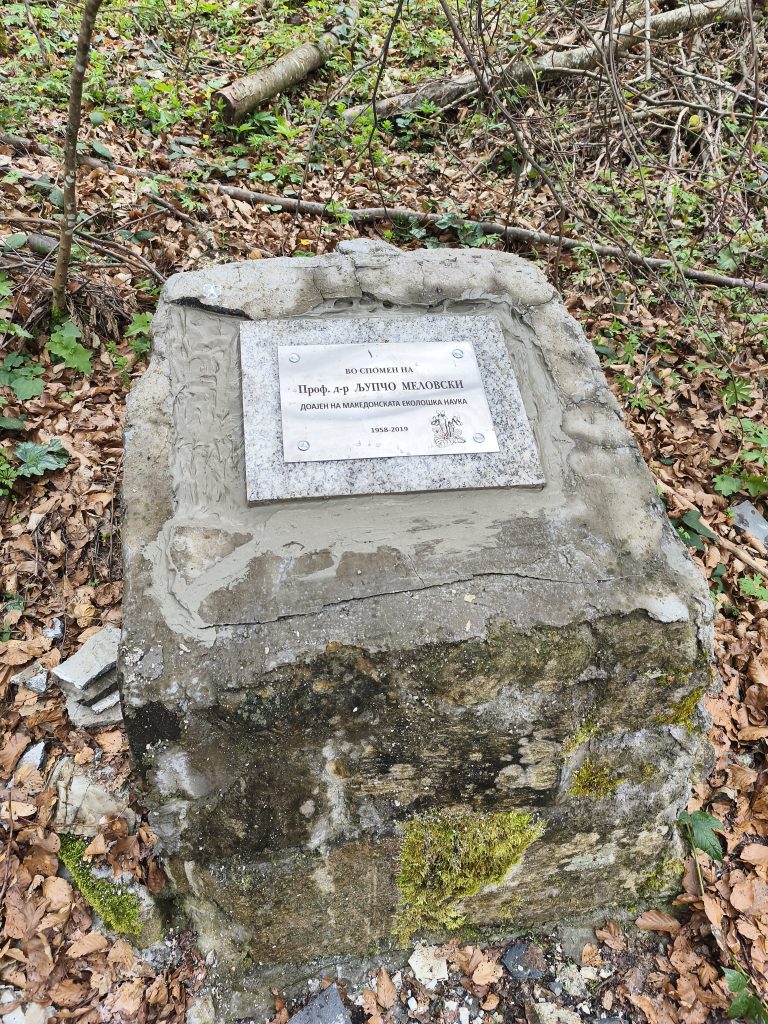 ВО СПОМЕН НА
Проф. д-р ЉУПЧО МЕЛОВСКИ
ДОАЈЕН НА МАКЕДОНСКАТА ЕКОЛОШКА НАУКА
1958-2019